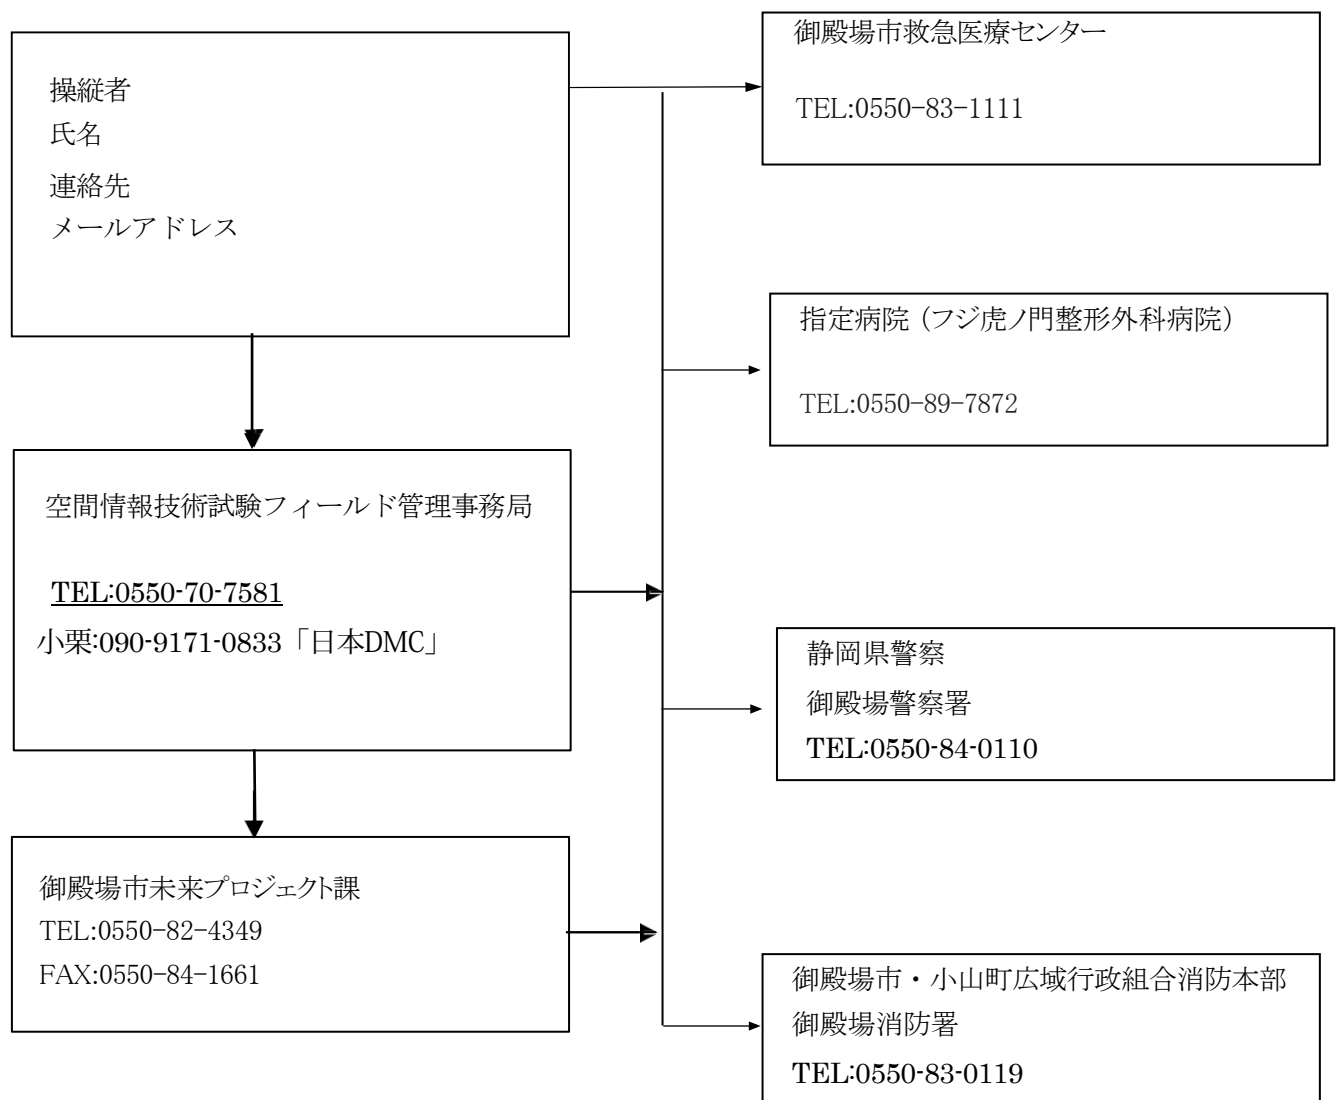 操縦者
氏名
連絡先
メールアドレス
空間情報技術試験フィールド管理事務局
TEL:0550-70-7581
小栗:090-9171-0833「日本DMC」
御殿場市未来プロジェクト課
TEL:0550-82-4349
FAX:0550-84-1661
御殿場市救急医療センター
TEL:0550-83-1111
指定病院（フジ虎ノ門整形外科病院）
TEL:0550-89-7872
静岡県警察
御殿場警察署
TEL:0550-84-0110
御殿場市・小山町広域行政組合消防本部
御殿場消防署
TEL:0550-83-0119